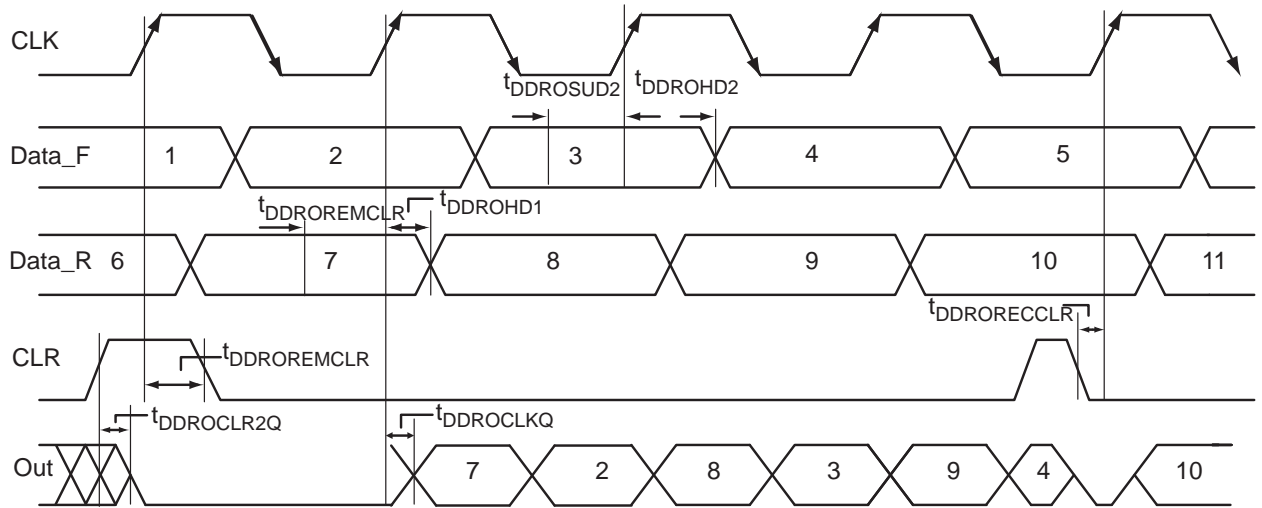 CLK
tDDROSUD2 tDDROHD2
Data_F 1 2 3 4 5
tDDROREMCLR tDDROHD1
Data_R 6 7 8 9 10 11
tDDRORECCLR
CLR
tDDROREMCLR
tDDROCLR2Q tDDROCLKQ
Out 7 2 8 3 9 4 10